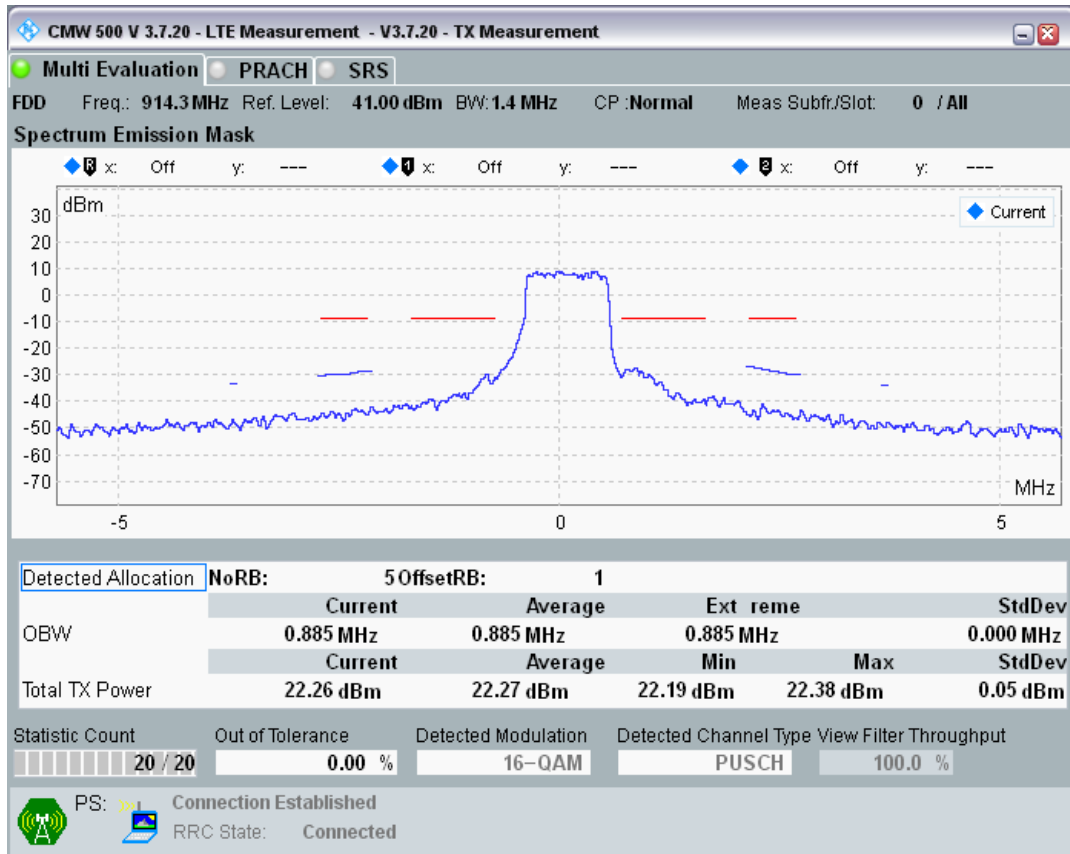 CMW 500 V 3.7.20 - LTE Measurement - V3.7.20 - TX Measurement
Multi Evaluation PRACH SRS
FDD Freq.: 914.3 MHz Ref. Level: 41.00 dBm BW: 1.4 MHz CP :Normal Meas Subfr./Slot: 0 / All
Spectrum Emission Mask
R x: Off y: --- 1 x: Off y: --- 2 x: Off y: ---
dBm
Current
30
20
10
0
-10
-20
-30
-40
-50
-60
-70
MHz
-5 0 5
Detected Allocation NoRB: 5 OffsetRB: 1
Current Average Ext reme StdDev
OBW 0.885 MHz 0.885 MHz 0.885 MHz 0.000 MHz
Current Average Min Max StdDev
Total TX Power 22.26 dBm 22.27 dBm 22.19 dBm 22.38 dBm 0.05 dBm
Statistic Count Out of Tolerance Detected Modulation Detected Channel Type View Filter Throughput
20 / 20 0.00 % 16-QAM PUSCH 100.0 %
PS: Connection Established
RRC State: Connected